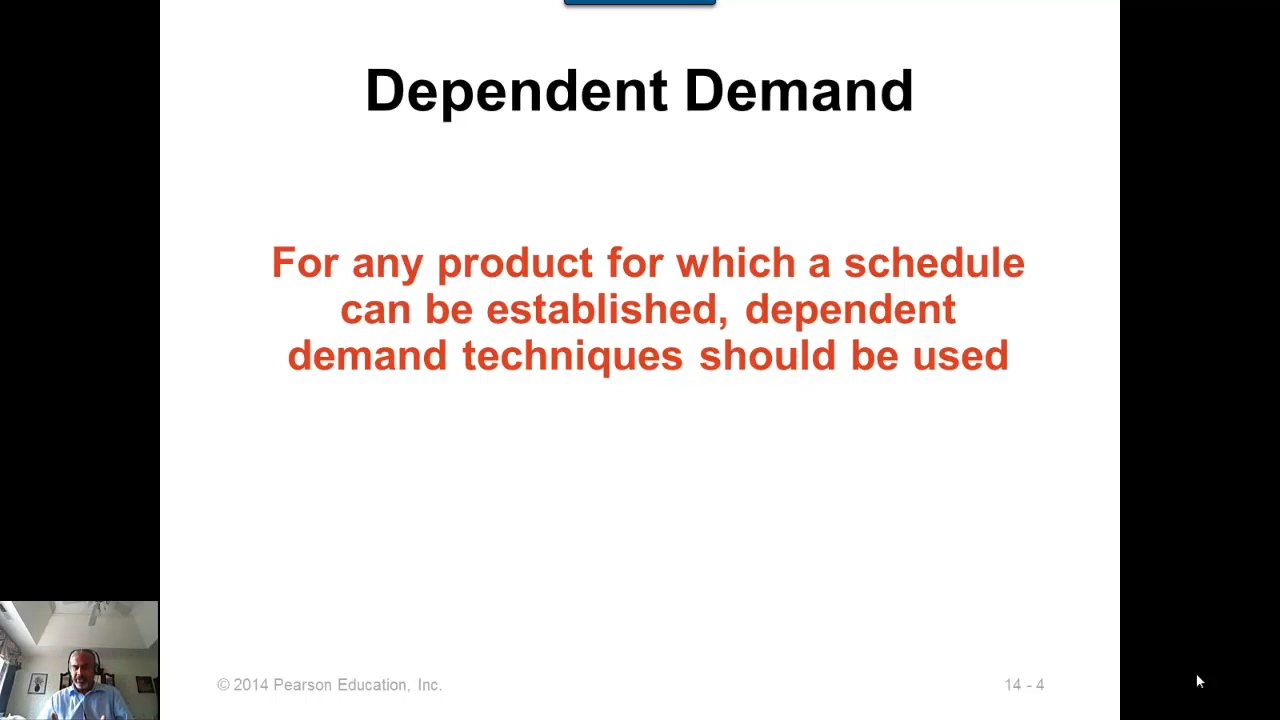 Dependent Demand
For any product for which a schedule
can be established, dependent
demand techniques should be used
© 2014 Pearson Education, Inc.
14 - 4